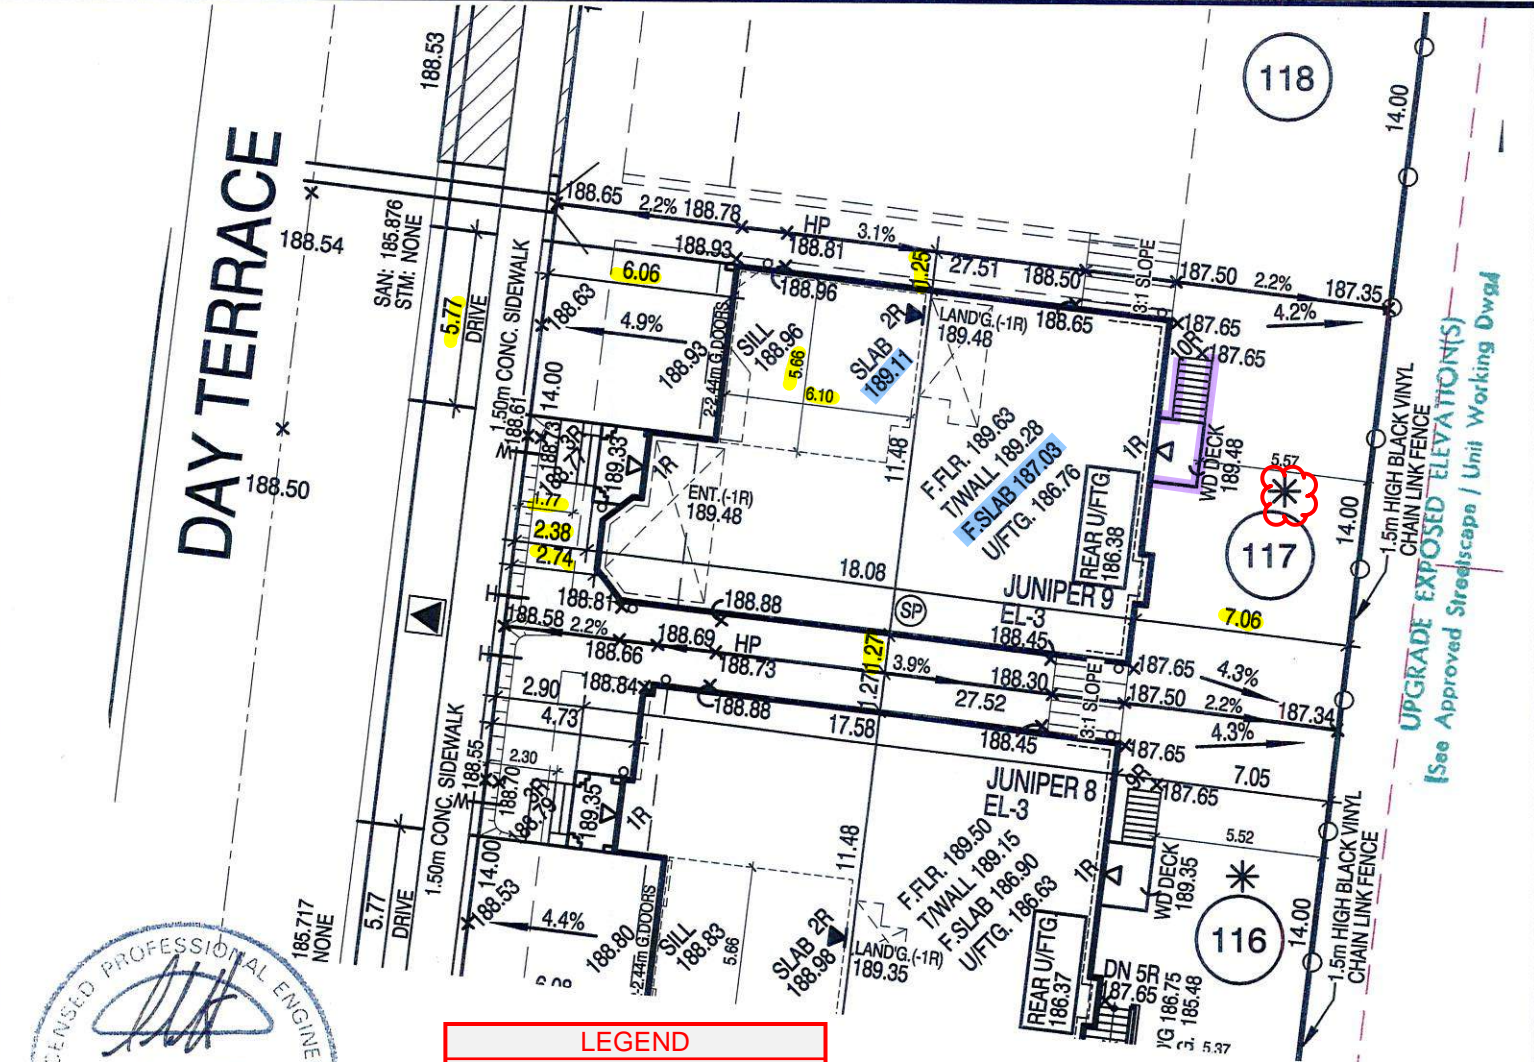 118
14.00
188.53
DAY TERRACE
188.54
188.50
SAN: 185.876
STM: NONE
5.77
DRIVE
1.50m CONC. SIDEWALK
188.65
2.2%
188.78
HP
3.1%
188.93
188.81
1.25
27.51
188.50
3:1 SLOPE
187.50
2.2%
187.35
6.06
188.96
188.65
187.65
4.2%
188.63
4.9%
188.93
2-2.44m G.DOORS
SILL
188.96
5.66
6.10
SLAB 2R
189.11
LAND'G.(-1R)
189.48
10R
187.65
14.00
188.61
188.73
3R
188.77
189.33
1R
ENT.(-1R)
189.48
11.48
F.FLR. 189.63
T/WALL 189.28
F.SLAB 187.03
U/FTG. 186.76
REAR U/FTG.
186.38
1R
WD DECK
189.48
5.57
117
14.00
1.5m HIGH BLACK VINYL
CHAIN LINK FENCE
UPGRADE EXPOSED ELEVATION(S)
(See Approved Streetscape / Unit Working Dwgs)
1.77
2.38
2.74
18.08
JUNIPER 9
EL-3
7.06
188.81
188.88
SP
188.45
188.58
2.2%
188.69
HP
188.66
188.73
1.27
1.27
3.9%
188.30
3:1 SLOPE
187.65
4.3%
187.50
2.2%
187.34
27.52
2.90
188.84
188.88
4.73
17.58
188.45
187.65
4.3%
1.50m CONC. SIDEWALK
188.55
2.30
188.70
3R
188.79
189.35
1R
JUNIPER 8
EL-3
9R
187.65
7.05
5.52
11.48
F.FLR. 189.50
T/WALL 189.15
F.SLAB 186.90
U/FTG. 186.63
REAR U/FTG.
186.37
1R
WD DECK
189.35
116
14.00
1.5m HIGH BLACK VINYL
CHAIN LINK FENCE
14.00
188.53
4.4%
188.80
2.44m G.DOORS
SILL
188.83
5.66
SLAB 2R
188.98
LAND'G.(-1R)
189.35
185.717
NONE
5.77
DRIVE
DN 5R
187.65
186.75
185.48
5.37
PROFESSIONAL
LEGEND